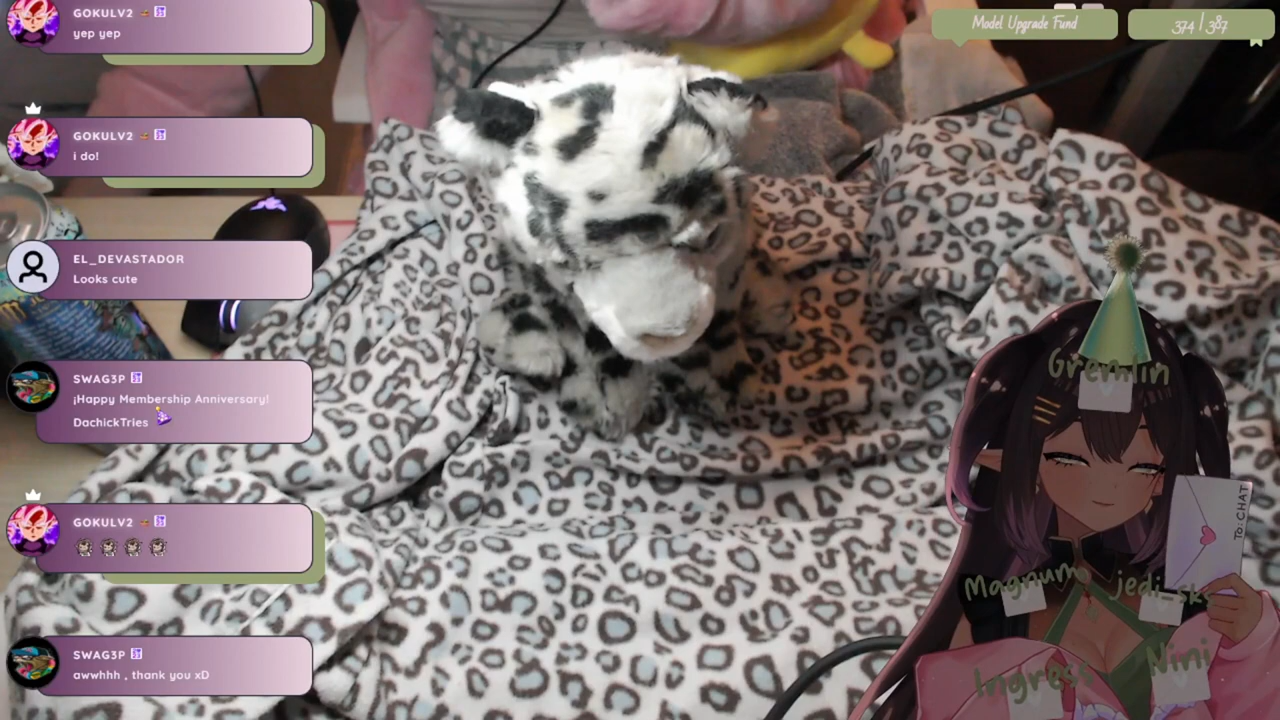 GOKULV2
yep yep
GOKULV2
i do!
EL_DEVASTADOR
Looks cute
SWAG3P
¡Happy Membership Anniversary!
DachickTries
GOKULV2
SWAG3P
awwhhh , thank you xD
Model Upgrade Fund
374 / 387
Gremlin
TO: CHAT
Magnum
jedi_sk
Ingress
Nini